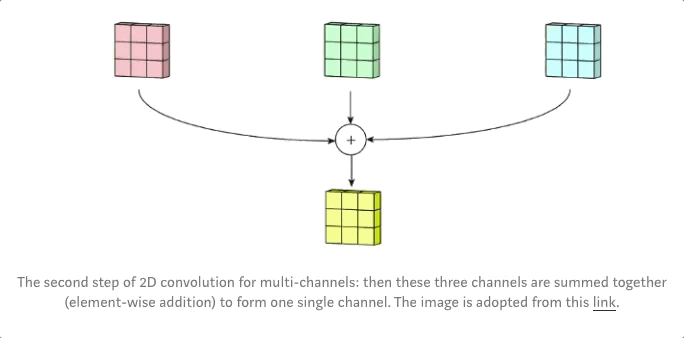 +
The second step of 2D convolution for multi-channels: then these three channels are summed together
(element-wise addition) to form one single channel. The image is adopted from this link.